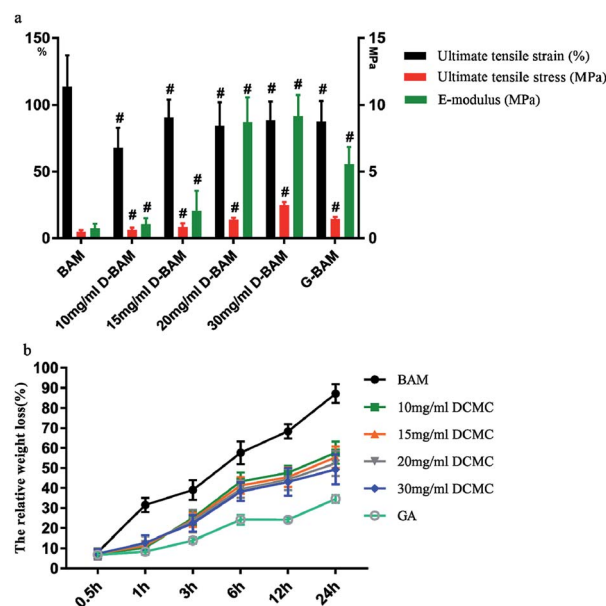 a
%
MPa
150
100
50
0
15
10
5
0
Ultimate tensile strain (%)
Ultimate tensile stress (MPa)
E-modulus (MPa)
# # # # # # # # # # # # # # #
BAM
10mg/ml D-BAM
15mg/ml D-BAM
20mg/ml D-BAM
30mg/ml D-BAM
G-BAM
b
The relative weight loss(%)
100
90
80
70
60
50
40
30
20
10
0
0.5h
1h
3h
6h
12h
24h
BAM
10mg/ml DCMC
15mg/ml DCMC
20mg/ml DCMC
30mg/ml DCMC
GA